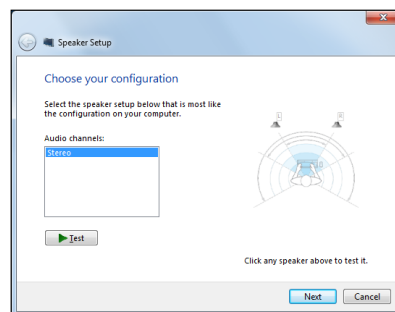 Speaker Setup
Choose your configuration
Select the speaker setup below that is most like
the configuration on your computer.
Audio channels:
Stereo
L R
Test
Click any speaker above to test it.
Next Cancel